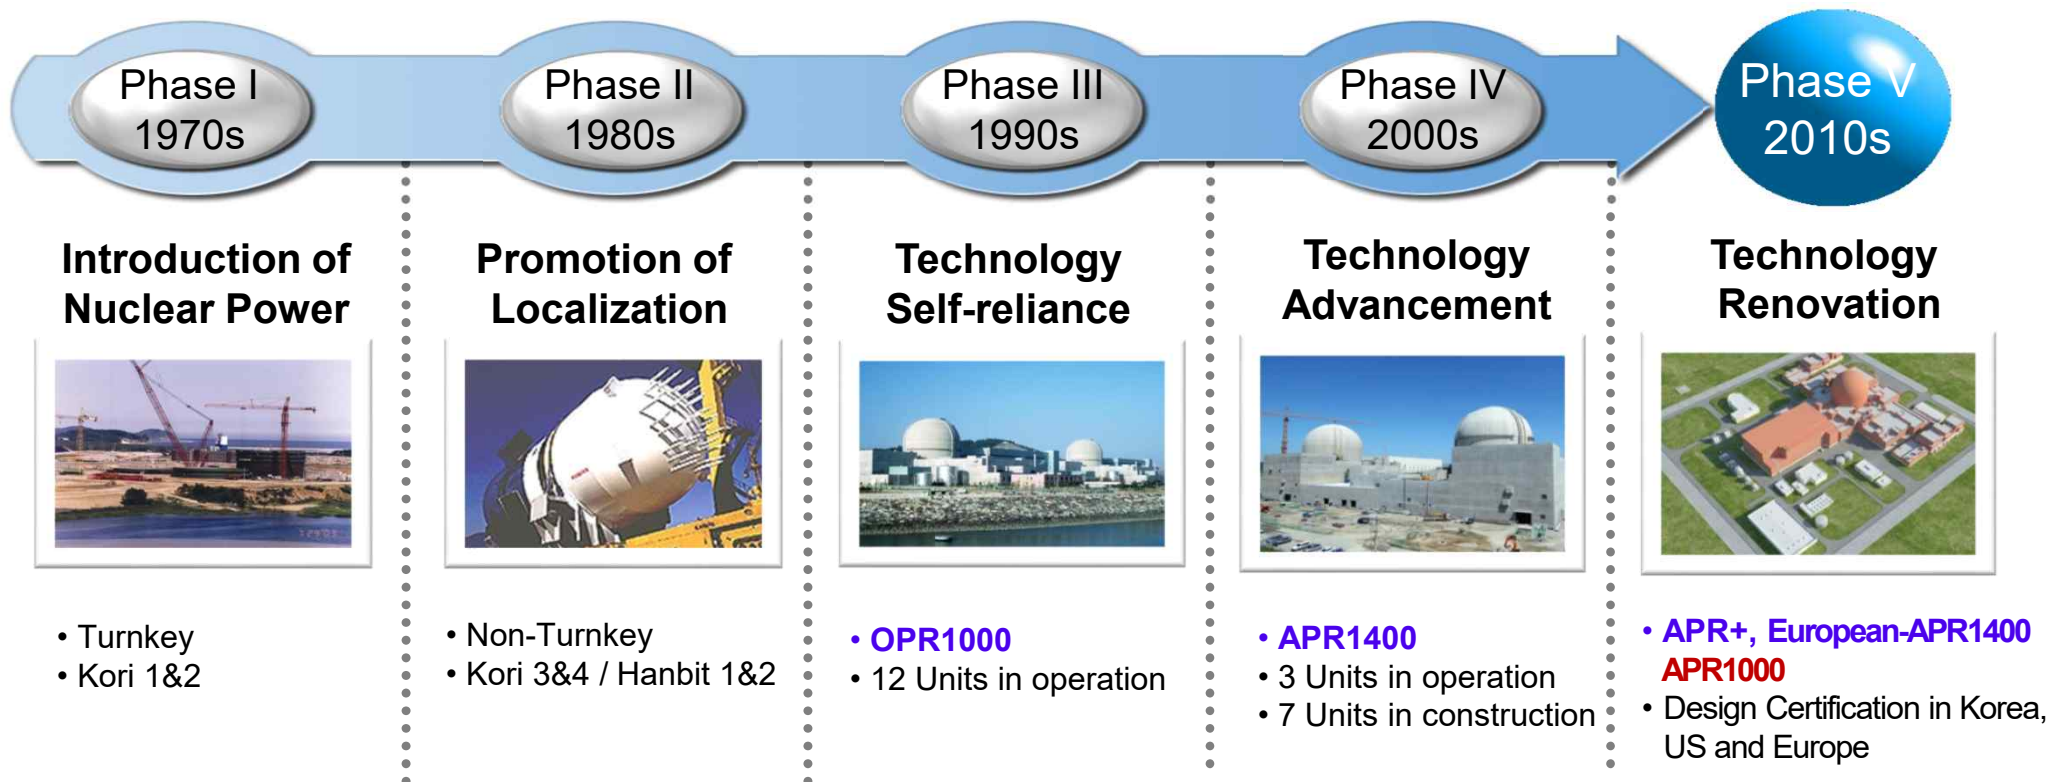 Phase I
1970s
Phase II
1980s
Phase III
1990s
Phase IV
2000s
Phase V
2010s
Introduction of
Nuclear Power
Promotion of
Localization
Technology
Self-reliance
Technology
Advancement
Technology
Renovation
• Turnkey
• Kori 1&2
• Non-Turnkey
• Kori 3&4 / Hanbit 1&2
• OPR1000
• 12 Units in operation
• APR1400
• 3 Units in operation
• 7 Units in construction
• APR+, European-APR1400
APR1000
• Design Certification in Korea,
US and Europe